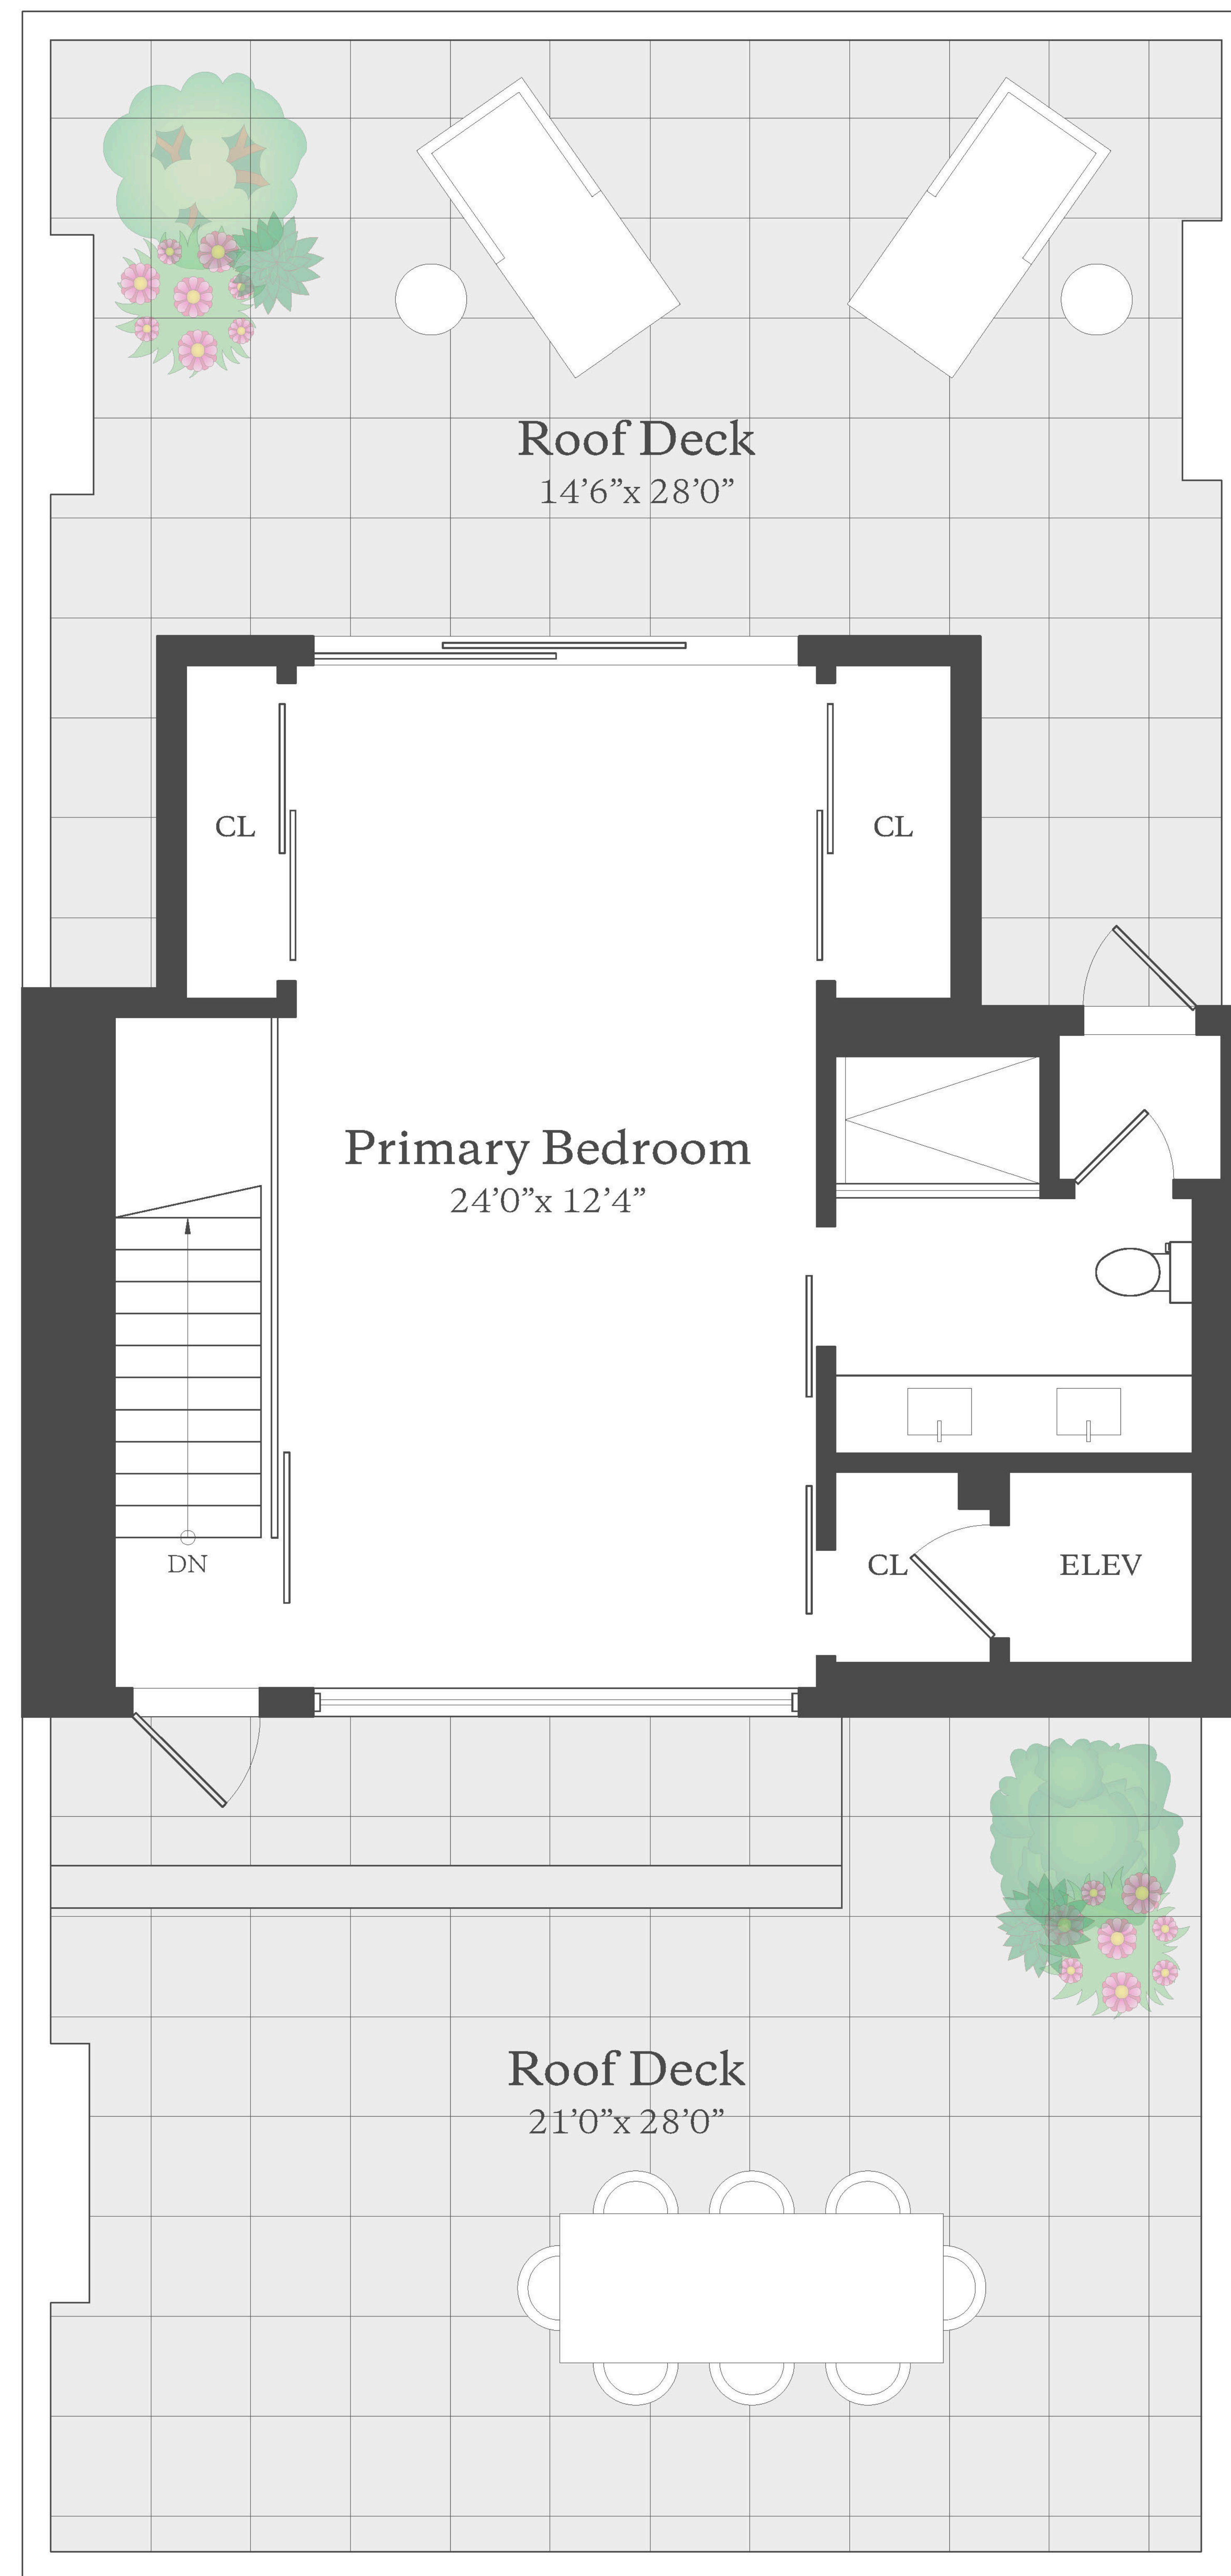 Roof Deck
14’6”x 28’0”
CL
CL
Primary Bedroom
24’0”x 12’4”
DN
CL
ELEV
Roof Deck
21’0”x 28’0”